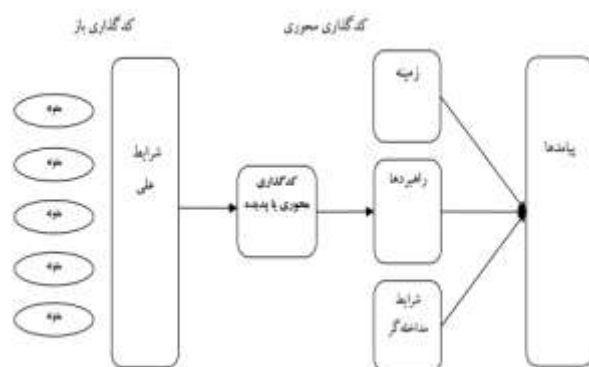 کدگذاری باز
کدگذاری محوری
مقوله
مقوله
مقوله
مقوله
مقوله
شرایط
علی
کدگذاری
محوری یا پدیده
زمینه
راهبردها
شرایط
مداخله‌گر
پیامدها